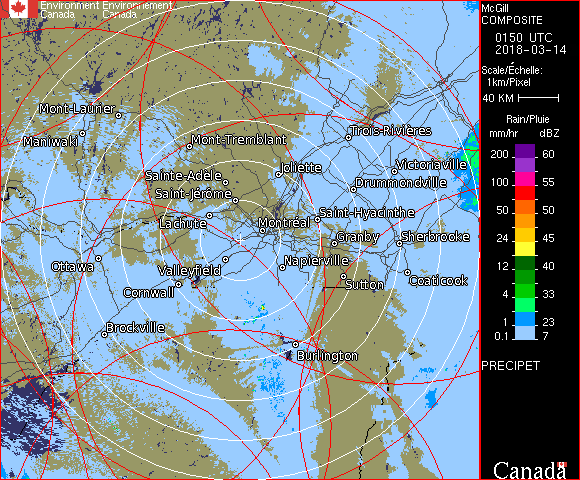 Environment Environnement
Canada Canada
McGill
COMPOSITE
0150 UTC
2018-03-14
Scale/Échelle:
1km/Pixel
40 KM
Rain/Pluie
mm/hr dBZ
200 60
100 55
50 50
24 45
12 40
4 33
1 23
0.1 7
PRECIPET
Canada
Mont-Laurier
Maniwaki
Mont-Tremblant
Trois-Rivières
Joliette
Victoriaville
Sainte-Adèle
Drummondville
Saint-Jérôme
Saint-Hyacinthe
Lachute
Montréal
Granby
Sherbrooke
Ottawa
Valleyfield
Napierville
Coaticook
Sutton
Cornwall
Brockville
Burlington